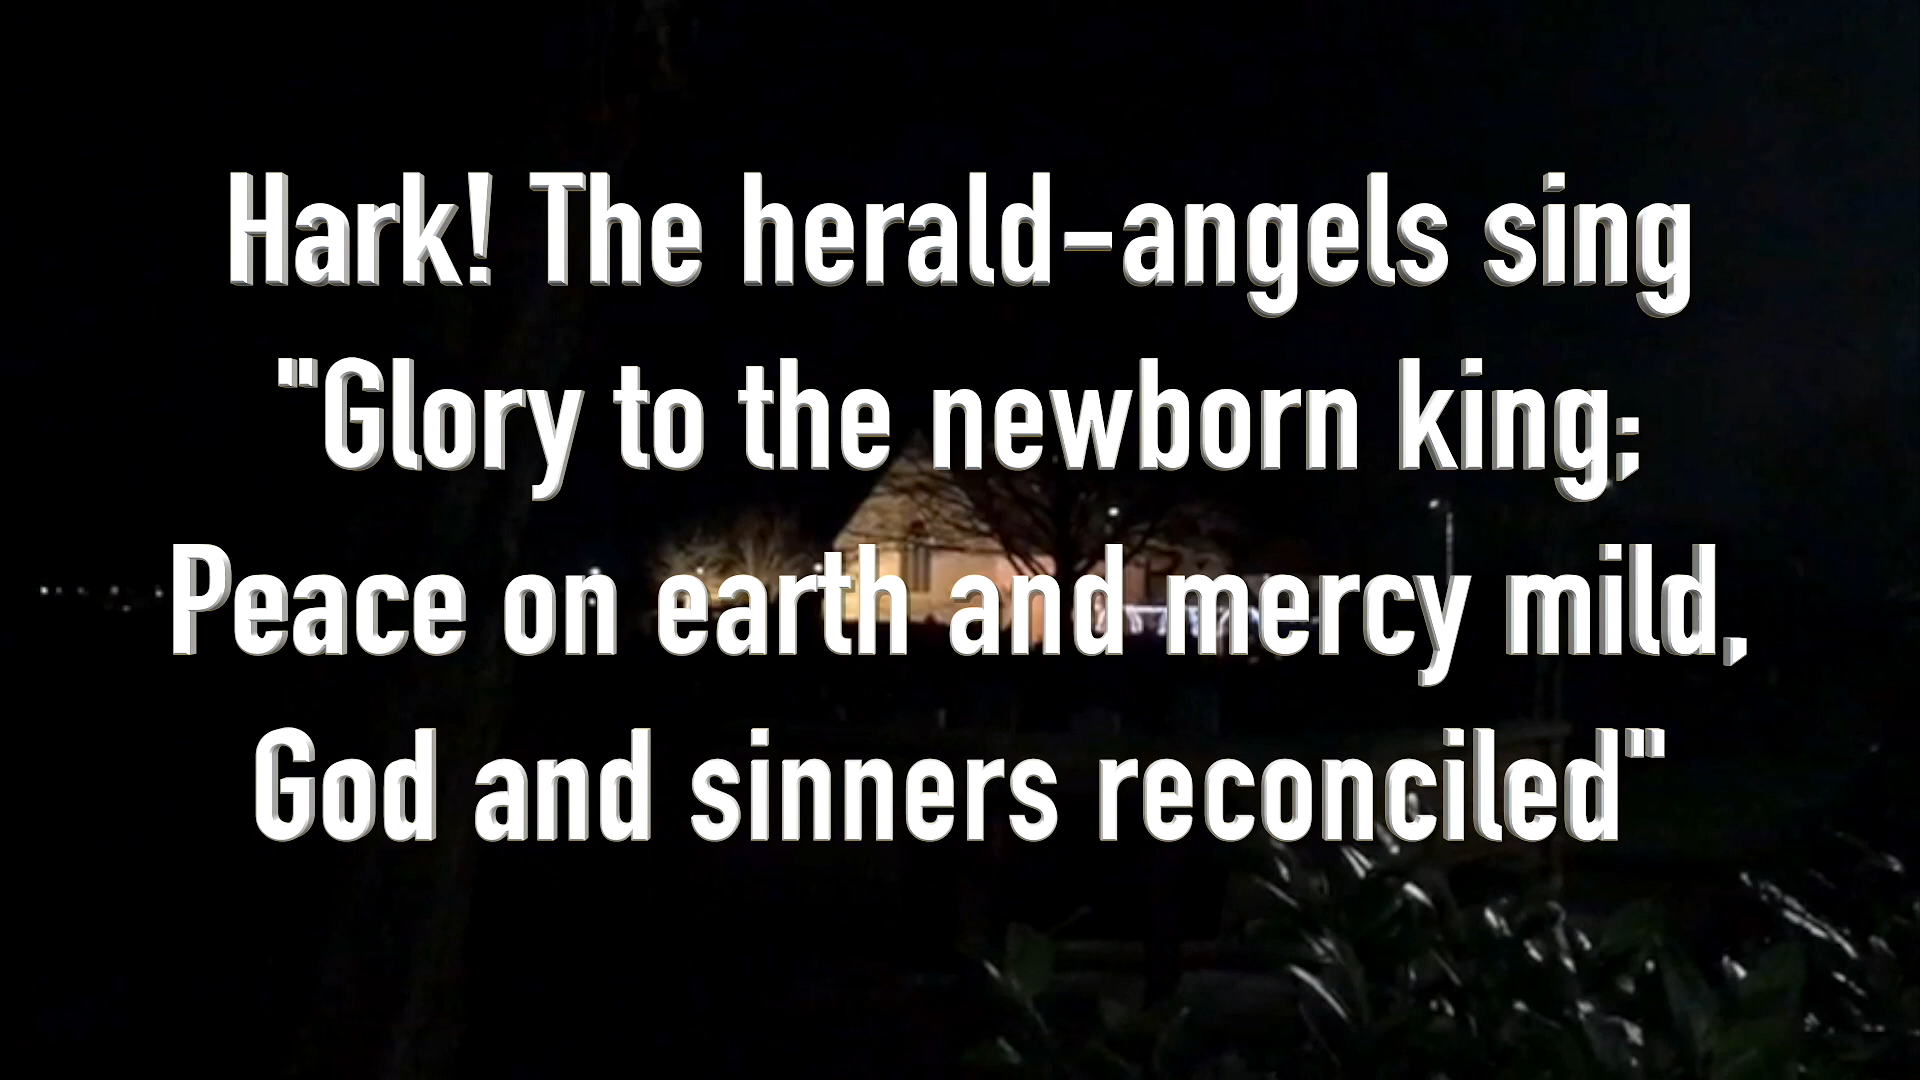 Hark! The herald-angels sing
"Glory to the newborn king;
Peace on earth and mercy mild,
God and sinners reconciled"